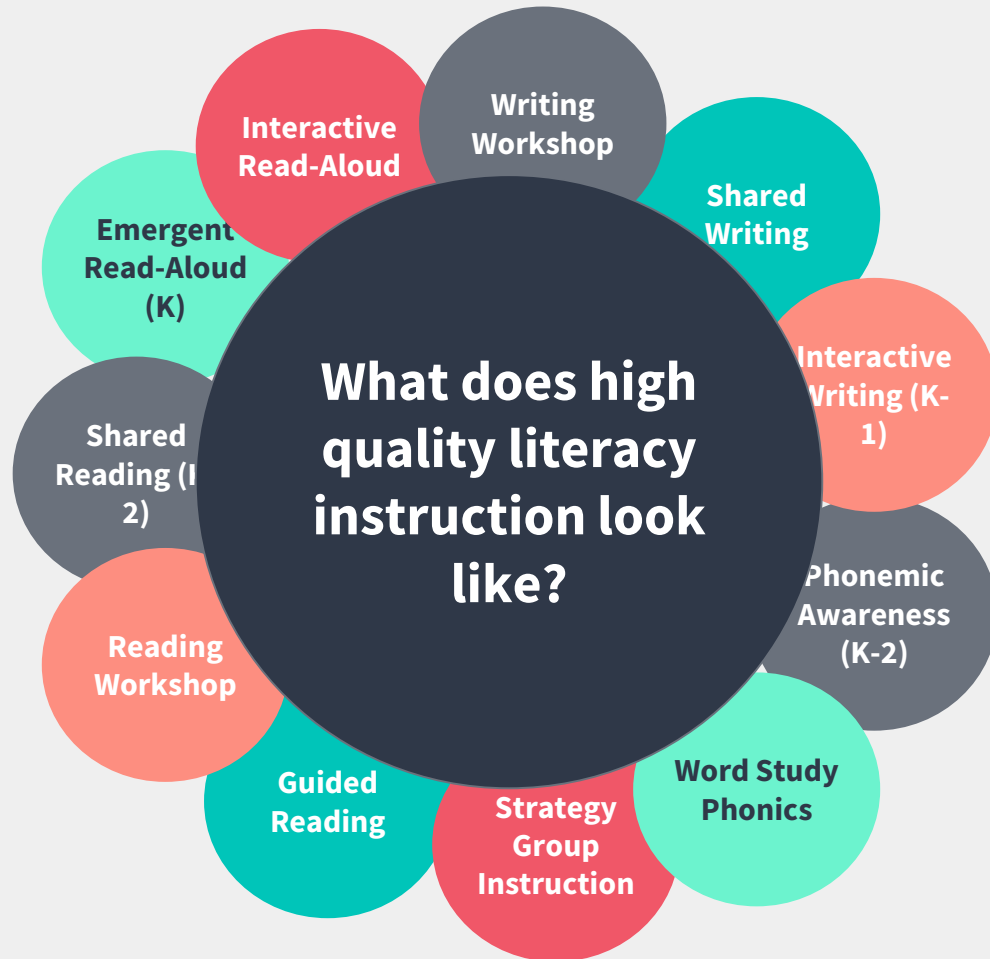 What does high
quality literacy
instruction look
like?
Writing
Workshop
Shared
Writing
Interactive
Writing (K-
1)
Phonemic
Awareness
(K-2)
Word Study
Phonics
Strategy
Group
Instruction
Guided
Reading
Reading
Workshop
Shared
Reading
2)
Emergent
Read-Aloud
(K)
Interactive
Read-Aloud